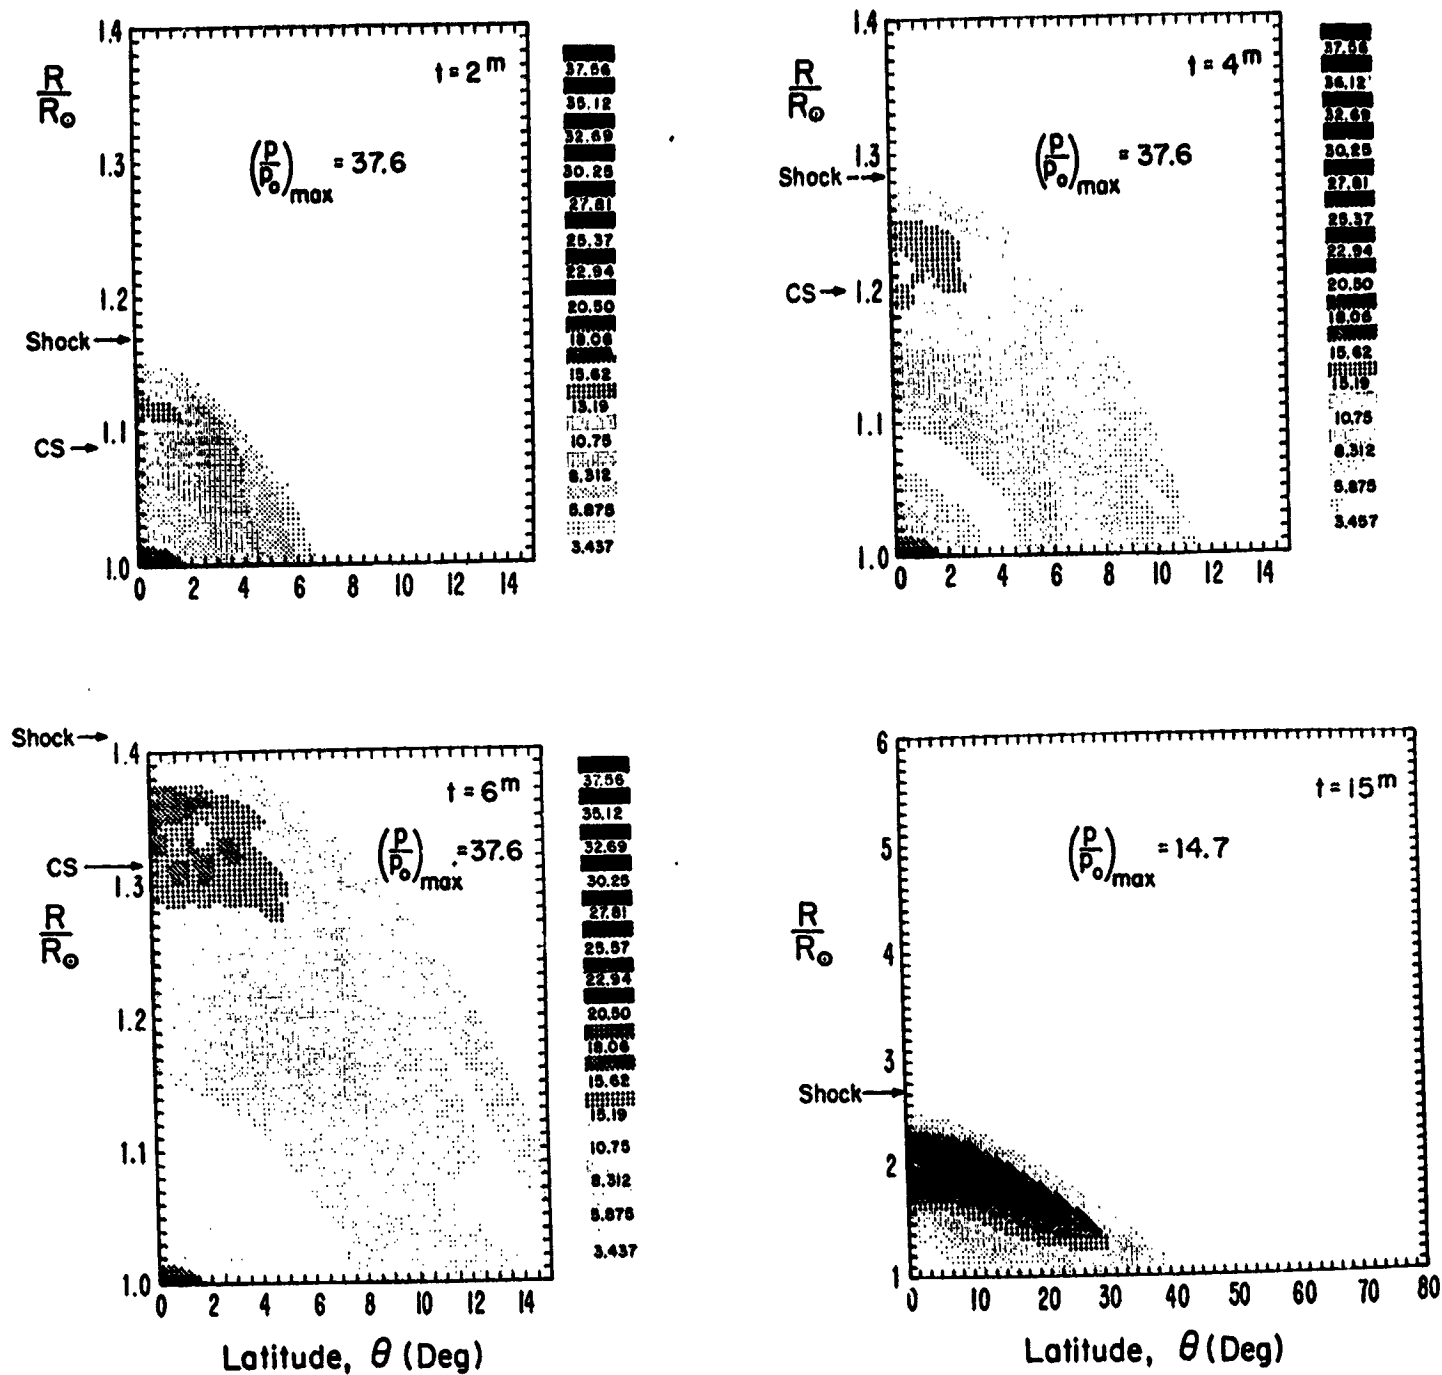 1.4
R
R☉
t = 2 m
(p/p₀)max = 37.6
1.3
1.2
Shock →
1.1
CS →
1.0
0 2 4 6 8 10 12 14
37.56
35.12
32.69
30.25
27.81
25.37
22.94
20.50
18.06
15.62
13.19
10.75
8.312
5.875
3.437
1.4
R
R☉
t = 4 m
(p/p₀)max = 37.6
1.3
Shock →
CS →
1.2
1.1
1.0
0 2 4 6 8 10 12 14
37.56
36.12
32.69
30.25
27.81
25.37
22.94
20.50
18.06
15.62
15.19
10.75
8.312
5.875
3.457
Shock →
1.4
t = 6 m
(p/p₀)max = 37.6
CS →
1.3
R
R☉
1.2
1.1
1.0
0 2 4 6 8 10 12 14
Latitude, θ (Deg)
37.56
35.12
32.69
30.25
27.81
25.57
22.94
20.50
18.06
15.62
15.19
10.75
8.312
5.875
3.437
6
t = 15 m
(p/p₀)max = 14.7
5
R
R☉
4
3
Shock →
2
1
0 10 20 30 40 50 60 70 80
Latitude, θ (Deg)